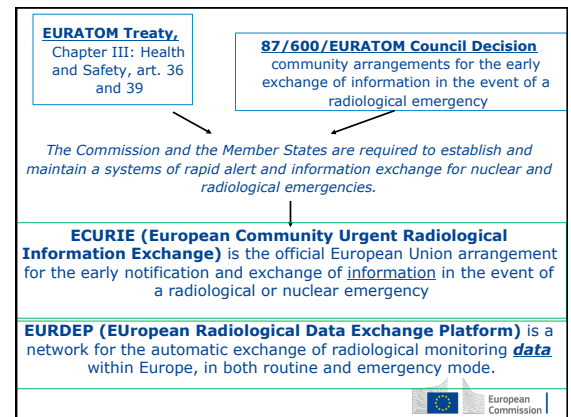 EURATOM Treaty,
Chapter III: Health
and Safety, art. 36
and 39
87/600/EURATOM Council Decision
community arrangements for the early
exchange of information in the event of a
radiological emergency
The Commission and the Member States are required to establish and
maintain a systems of rapid alert and information exchange for nuclear and
radiological emergencies.
ECURIE (European Community Urgent Radiological
Information Exchange) is the official European Union arrangement
for the early notification and exchange of information in the event of
a radiological or nuclear emergency
EURDEP (EUropean Radiological Data Exchange Platform) is a
network for the automatic exchange of radiological monitoring data
within Europe, in both routine and emergency mode.
European
Commission